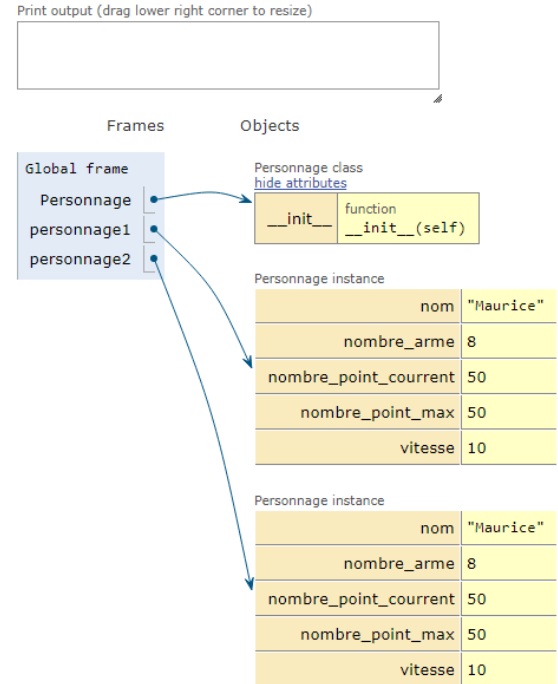 Print output (drag lower right corner to resize)
Frames Objects
Global frame
Personnage
personnage1
personnage2
Personnage class
hide attributes
__init__ function
__init__(self)
Personnage instance
nom "Maurice"
nombre_arme 8
nombre_point_courrent 50
nombre_point_max 50
vitesse 10
Personnage instance
nom "Maurice"
nombre_arme 8
nombre_point_courrent 50
nombre_point_max 50
vitesse 10